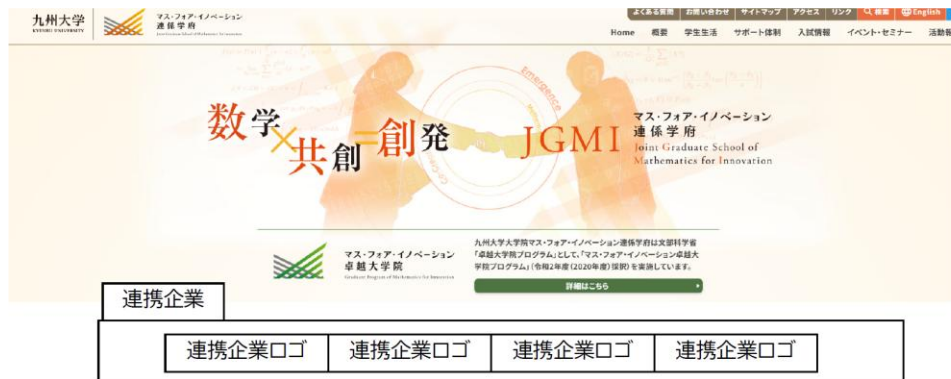 九州大学
KYUSHU UNIVERSITY
マス・フォア・イノベーション
連係学府
Joint Graduate School of Mathematics for Innovation
よくある質問 お問い合わせ サイトマップ アクセス リンク 検索 English
Home 概要 学生生活 サポート体制 入試情報 イベント・セミナー 活動報
Emergence
数学×共創=創発
JGMI
マス・フォア・イノベーション
連係学府
Joint Graduate School of
Mathematics for Innovation
マス・フォア・イノベーション
卓越大学院
Graduate Program of Mathematics for Innovation
九州大学大学院マス・フォア・イノベーション連係学府は文部科学省
「卓越大学院プログラム」として、「マス・フォア・イノベーション卓越大
学院プログラム」(令和2年度(2020年度)採択)を実施しています。
詳細はこちら
連携企業
連携企業ロゴ 連携企業ロゴ 連携企業ロゴ 連携企業ロゴ